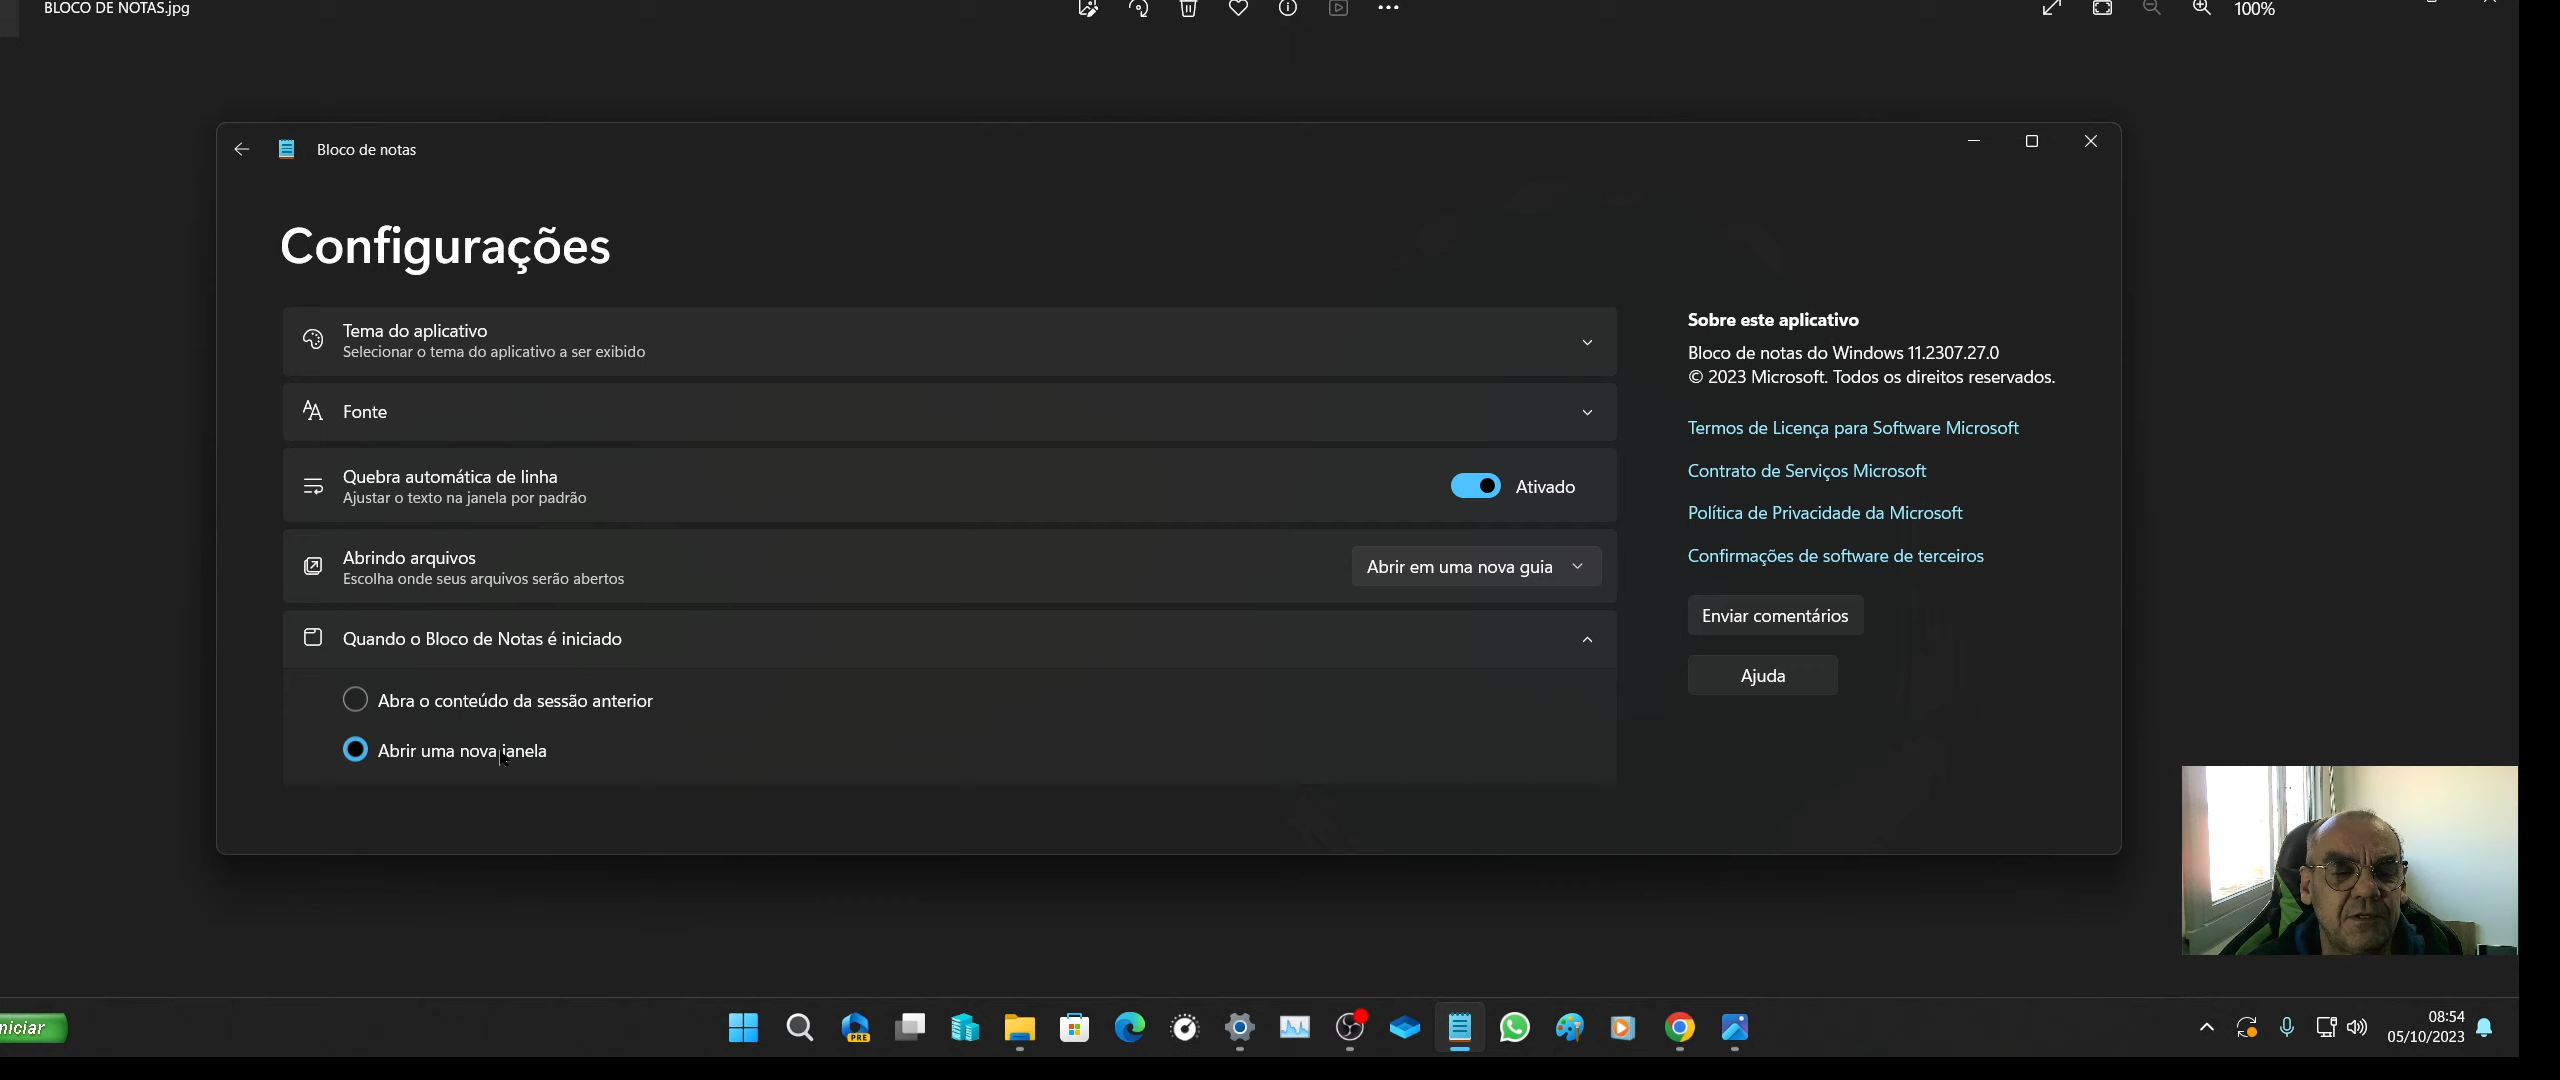 BLOCO DE NOTAS.jpg
100%
Bloco de notas
Configurações
Tema do aplicativo
Selecionar o tema do aplicativo a ser exibido
Fonte
Quebra automática de linha
Ajustar o texto na janela por padrão
Ativado
Abrindo arquivos
Escolha onde seus arquivos serão abertos
Abrir em uma nova guia
Quando o Bloco de Notas é iniciado
Abra o conteúdo da sessão anterior
Abrir uma nova janela
Sobre este aplicativo
Bloco de notas do Windows 11.2307.27.0
© 2023 Microsoft. Todos os direitos reservados.
Termos de Licença para Software Microsoft
Contrato de Serviços Microsoft
Política de Privacidade da Microsoft
Confirmações de software de terceiros
Enviar comentários
Ajuda
niciar
PRE
08:54
05/10/2023